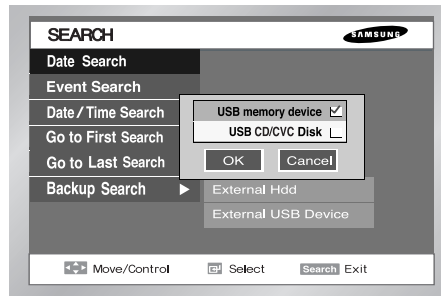 SEARCH
SAMSUNG
Date Search
Event Search
Date/Time Search
Go to First Search
Go to Last Search
Backup Search
USB memory device
USB CD/CVC Disk
OK Cancel
External Hdd
External USB Device
Move/Control Select Search Exit